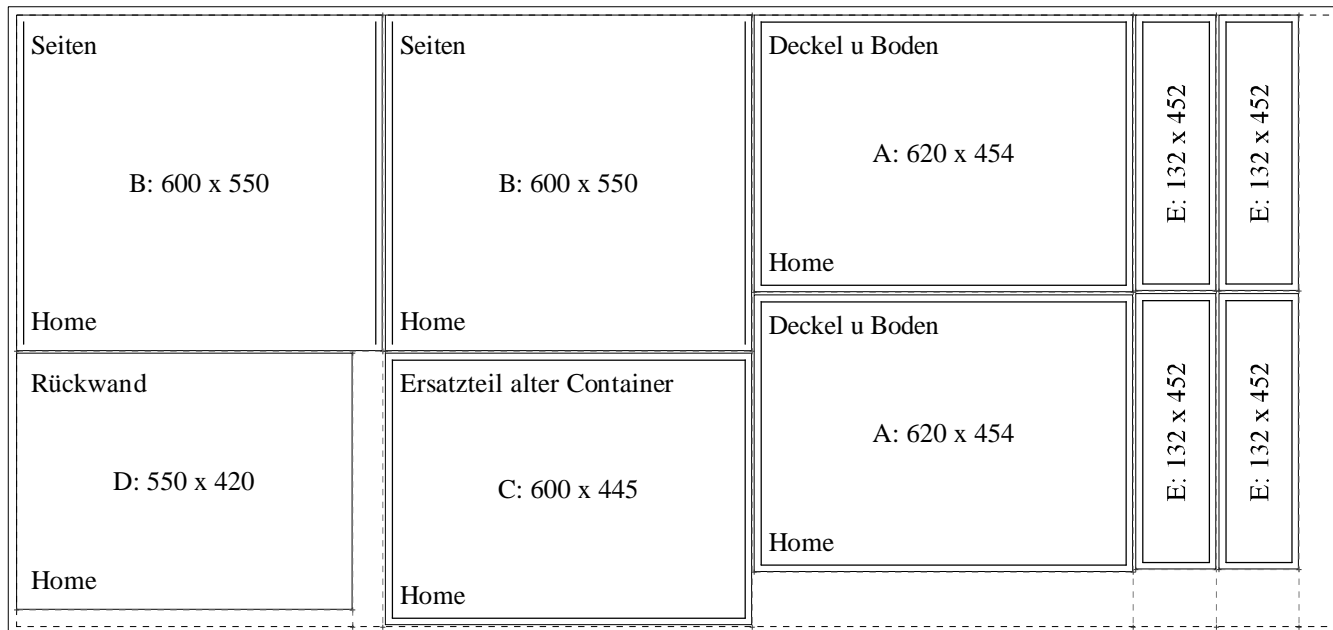 Seiten
B: 600 x 550
Home
Seiten
B: 600 x 550
Home
Deckel u Boden
A: 620 x 454
Home
E: 132 x 452
E: 132 x 452
Rückwand
D: 550 x 420
Home
Ersatzteil alter Container
C: 600 x 445
Home
Deckel u Boden
A: 620 x 454
Home
E: 132 x 452
E: 132 x 452